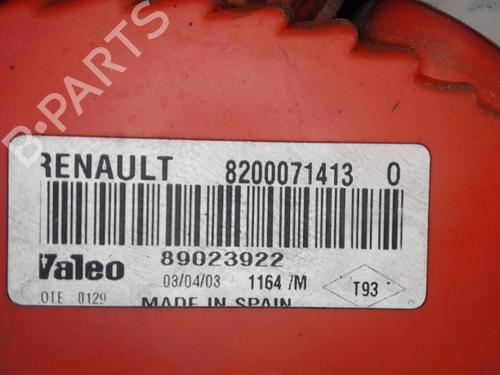 B-PARTS
RENAULT 8200071413 0
89023922
Valeo 03/04/03 1164 /M T93
OTE 0129 MADE IN SPAIN